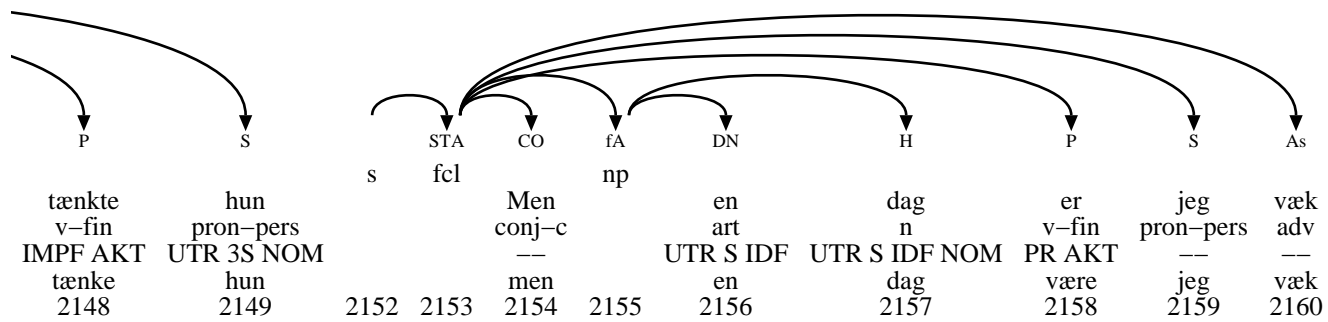 P S STA CO fA DN H P S As
s fcl np
tænkte hun Men en dag er jeg væk
v−fin pron−pers conj−c art n v−fin pron−pers adv
IMPF AKT UTR 3S NOM −− UTR S IDF UTR S IDF NOM PR AKT −− −−
tænke hun men en dag være jeg væk
2148 2149 2152 2153 2154 2155 2156 2157 2158 2159 2160